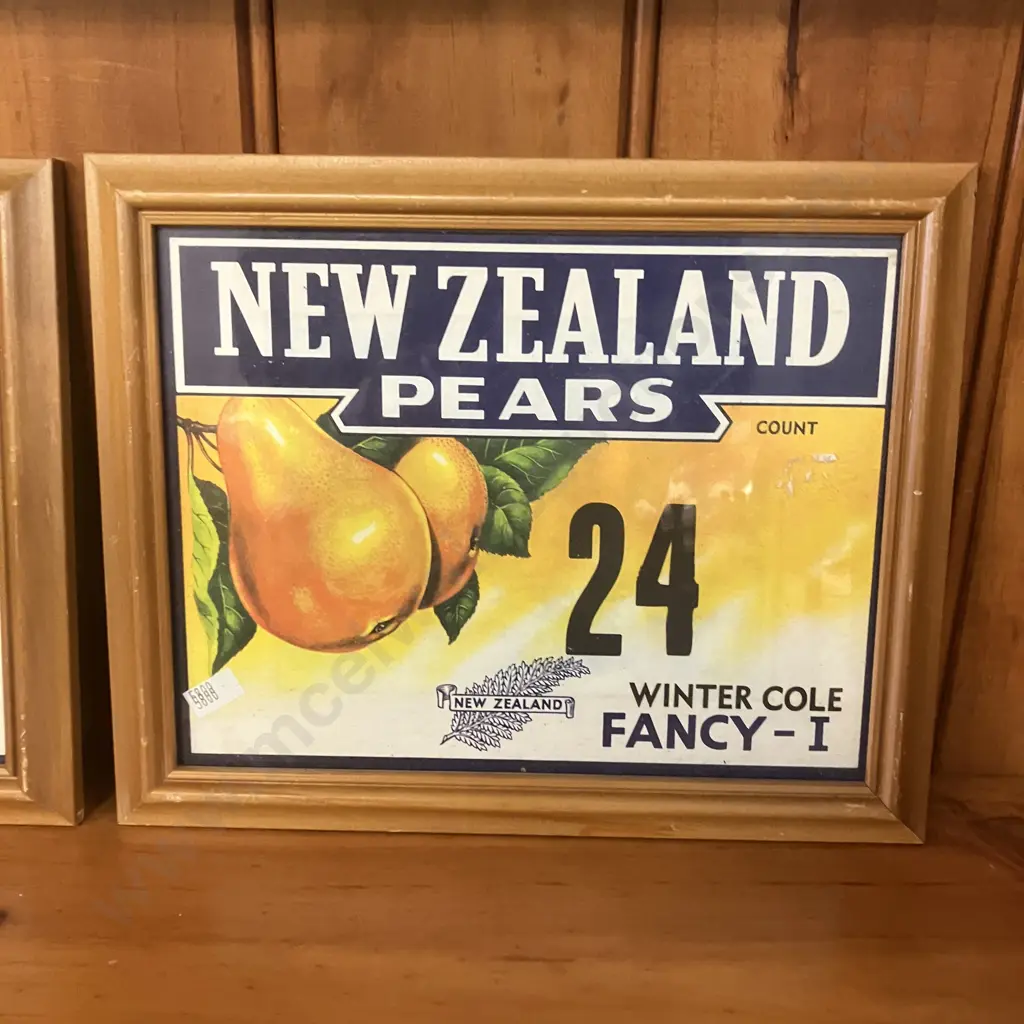 NEW ZEALAND
PEARS
COUNT
24
NEW ZEALAND
WINTER COLE
FANCY-I